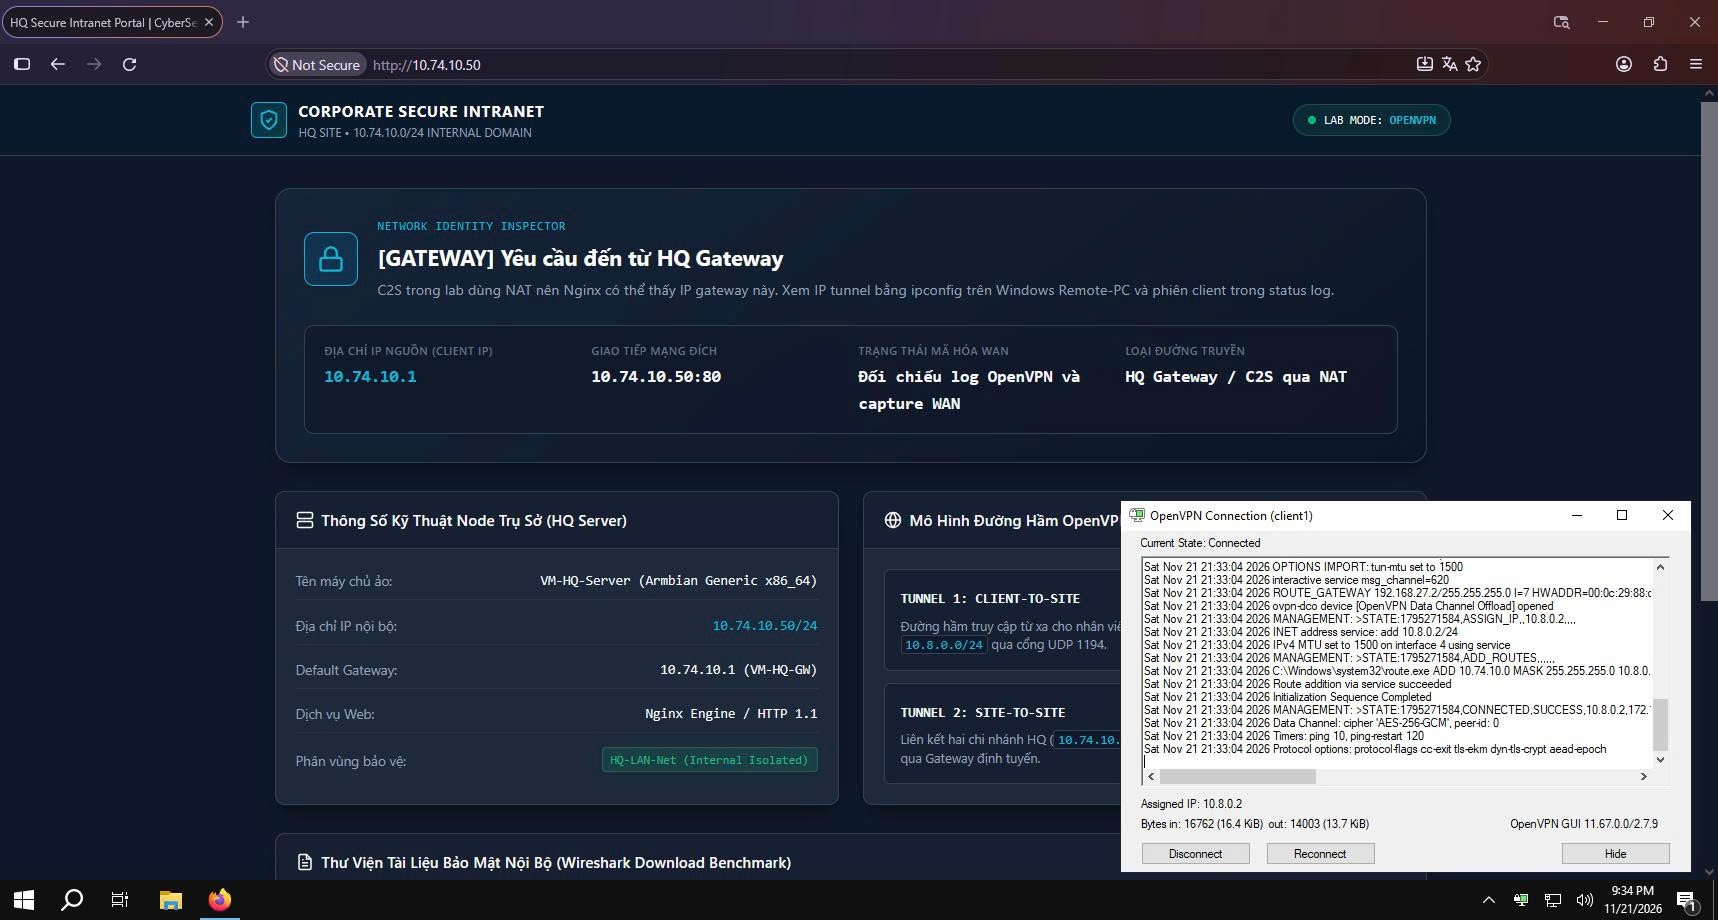 HQ Secure Intranet Portal | CyberSe
Not Secure
http://10.74.10.50
CORPORATE SECURE INTRANET
HQ SITE • 10.74.10.0/24 INTERNAL DOMAIN
LAB MODE: OPENVPN
NETWORK IDENTITY INSPECTOR
[GATEWAY] Yêu cầu đến từ HQ Gateway
C2S trong lab dùng NAT nên Nginx có thể thấy IP gateway này. Xem IP tunnel bằng ipconfig trên Windows Remote-PC và phiên client trong status log.
ĐỊA CHỈ IP NGUỒN (CLIENT IP)
10.74.10.1
GIAO TIẾP MẠNG ĐÍCH
10.74.10.50:80
TRẠNG THÁI MÃ HÓA WAN
Đối chiếu log OpenVPN và
capture WAN
LOẠI ĐƯỜNG TRUYỀN
HQ Gateway / C2S qua NAT
Thông Số Kỹ Thuật Node Trụ Sở (HQ Server)
Tên máy chủ ảo:
VM-HQ-Server (Armbian Generic x86_64)
Địa chỉ IP nội bộ:
10.74.10.50/24
Default Gateway:
10.74.10.1 (VM-HQ-GW)
Dịch vụ Web:
Nginx Engine / HTTP 1.1
Phân vùng bảo vệ:
HQ-LAN-Net (Internal Isolated)
Mô Hình Đường Hầm OpenVP
TUNNEL 1: CLIENT-TO-SITE
Đường hầm truy cập từ xa cho nhân viê
10.8.0.0/24 qua cổng UDP 1194.
TUNNEL 2: SITE-TO-SITE
Liên kết hai chi nhánh HQ (10.74.10.
qua Gateway định tuyến.
Thư Viện Tài Liệu Bảo Mật Nội Bộ (Wireshark Download Benchmark)
OpenVPN Connection (client1)
Current State: Connected
Sat Nov 21 21:33:04 2026 OPTIONS IMPORT: tun-mtu set to 1500
Sat Nov 21 21:33:04 2026 interactive service msg_channel=620
Sat Nov 21 21:33:04 2026 ROUTE_GATEWAY 192.168.27.2/255.255.255.0 I=7 HWADDR=00:0c:29:88:c
Sat Nov 21 21:33:04 2026 ovpn-dco device [OpenVPN Data Channel Offload] opened
Sat Nov 21 21:33:04 2026 MANAGEMENT: >STATE:1795271584,ASSIGN_IP,,10.8.0.2,,,,
Sat Nov 21 21:33:04 2026 INET address service: add 10.8.0.2/24
Sat Nov 21 21:33:04 2026 IPv4 MTU set to 1500 on interface 4 using service
Sat Nov 21 21:33:04 2026 MANAGEMENT: >STATE:1795271584,ADD_ROUTES,,,,,,
Sat Nov 21 21:33:04 2026 C:\Windows\system32\route.exe ADD 10.74.10.0 MASK 255.255.255.0 10.8.0.
Sat Nov 21 21:33:04 2026 Route addition via service succeeded
Sat Nov 21 21:33:04 2026 Initialization Sequence Completed
Sat Nov 21 21:33:04 2026 MANAGEMENT: >STATE:1795271584,CONNECTED,SUCCESS,10.8.0.2,172.
Sat Nov 21 21:33:04 2026 Data Channel: cipher 'AES-256-GCM', peer-id: 0
Sat Nov 21 21:33:04 2026 Timers: ping 10, ping-restart 120
Sat Nov 21 21:33:04 2026 Protocol options: protocol-flags cc-exit tls-ekm dyn-tls-crypt aead-epoch
Assigned IP: 10.8.0.2
Bytes in: 16762 (16.4 KiB) out: 14003 (13.7 KiB)
OpenVPN GUI 11.67.0.0/2.7.9
Disconnect
Reconnect
Hide
9:34 PM
11/21/2026
1